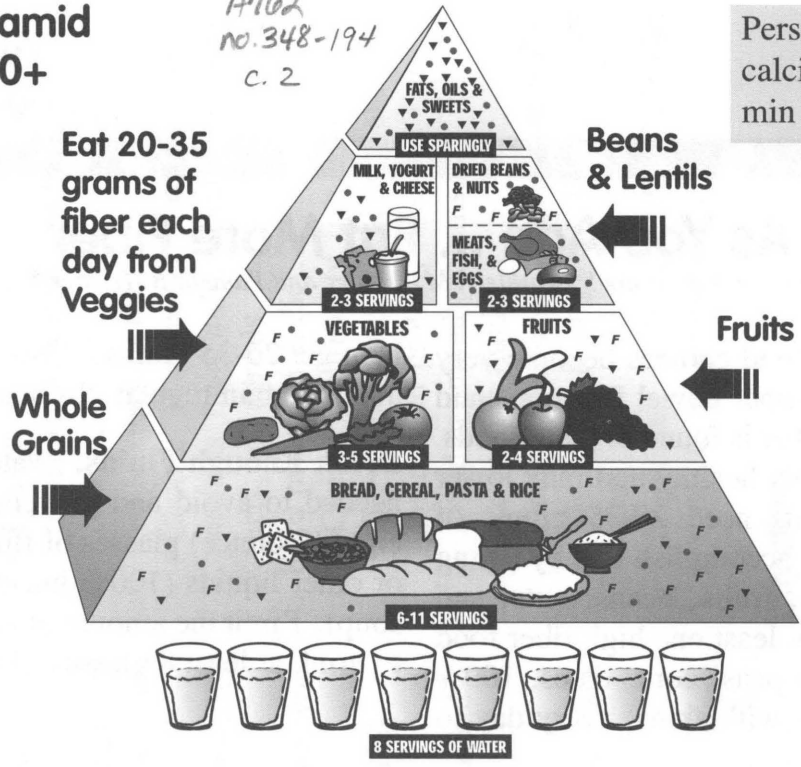 amid
0+
A762
no. 348-194
c. 2
Pers
calci
min
FATS, OILS &
SWEETS
USE SPARINGLY
Eat 20-35
grams of
fiber each
day from
Veggies
Beans
& Lentils
MILK, YOGURT
& CHEESE
2-3 SERVINGS
DRIED BEANS
& NUTS
F
F
F
MEATS,
FISH, &
EGGS
2-3 SERVINGS
VEGETABLES
3-5 SERVINGS
FRUITS
2-4 SERVINGS
Fruits
Whole
Grains
BREAD, CEREAL, PASTA & RICE
6-11 SERVINGS
8 SERVINGS OF WATER